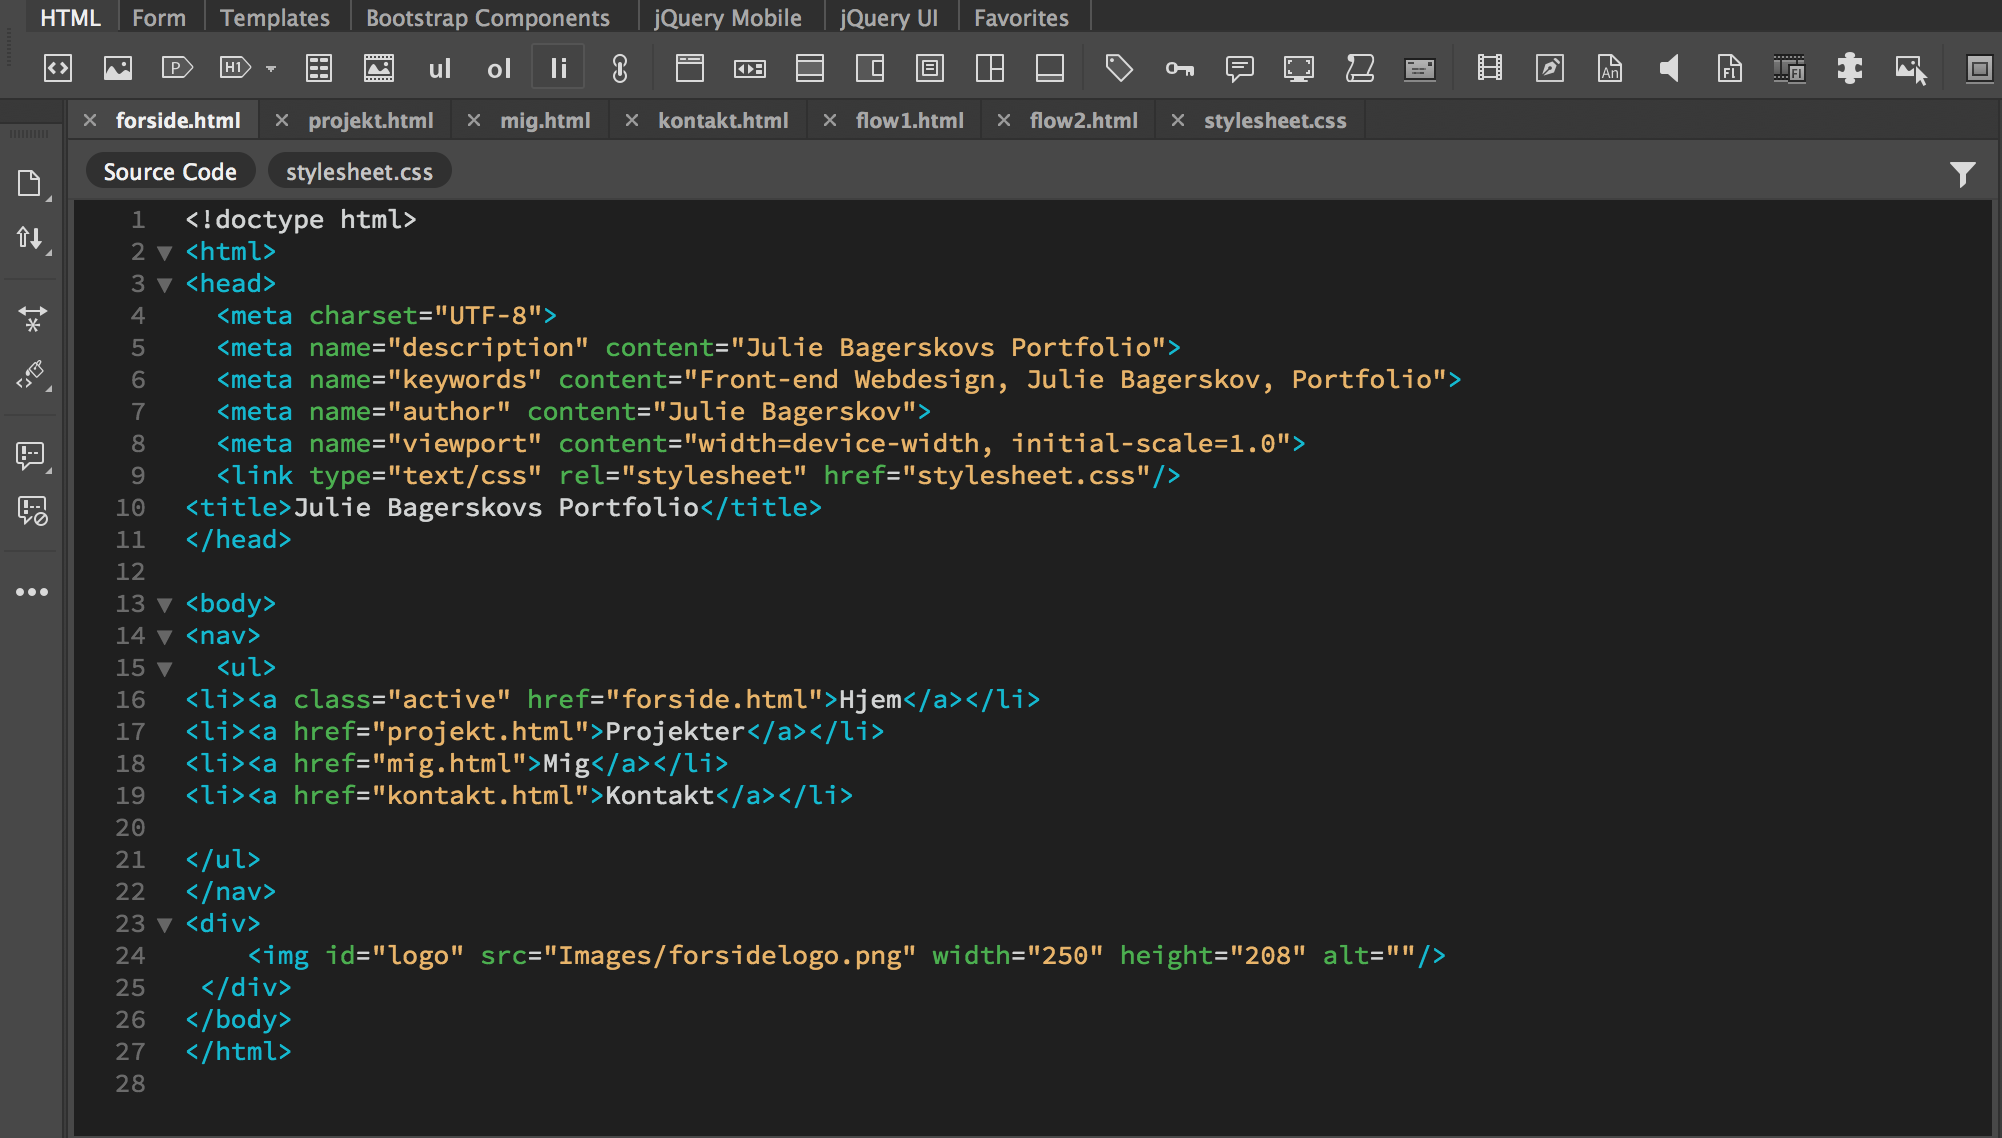 HTML Form Templates Bootstrap Components jQuery Mobile jQuery UI Favorites
P H1 ul ol li An Fl Fl
forside.html projekt.html mig.html kontakt.html flow1.html flow2.html stylesheet.css
Source Code stylesheet.css
1 <!doctype html>
2 <html>
3 <head>
4 <meta charset="UTF-8">
5 <meta name="description" content="Julie Bagerskovs Portfolio">
6 <meta name="keywords" content="Front-end Webdesign, Julie Bagerskov, Portfolio">
7 <meta name="author" content="Julie Bagerskov">
8 <meta name="viewport" content="width=device-width, initial-scale=1.0">
9 <link type="text/css" rel="stylesheet" href="stylesheet.css"/>
10 <title>Julie Bagerskovs Portfolio</title>
11 </head>
12
13 <body>
14 <nav>
15 <ul>
16 <li><a class="active" href="forside.html">Hjem</a></li>
17 <li><a href="projekt.html">Projekter</a></li>
18 <li><a href="mig.html">Mig</a></li>
19 <li><a href="kontakt.html">Kontakt</a></li>
20
21 </ul>
22 </nav>
23 <div>
24 <img id="logo" src="Images/forsidelogo.png" width="250" height="208" alt=""/>
25 </div>
26 </body>
27 </html>
28